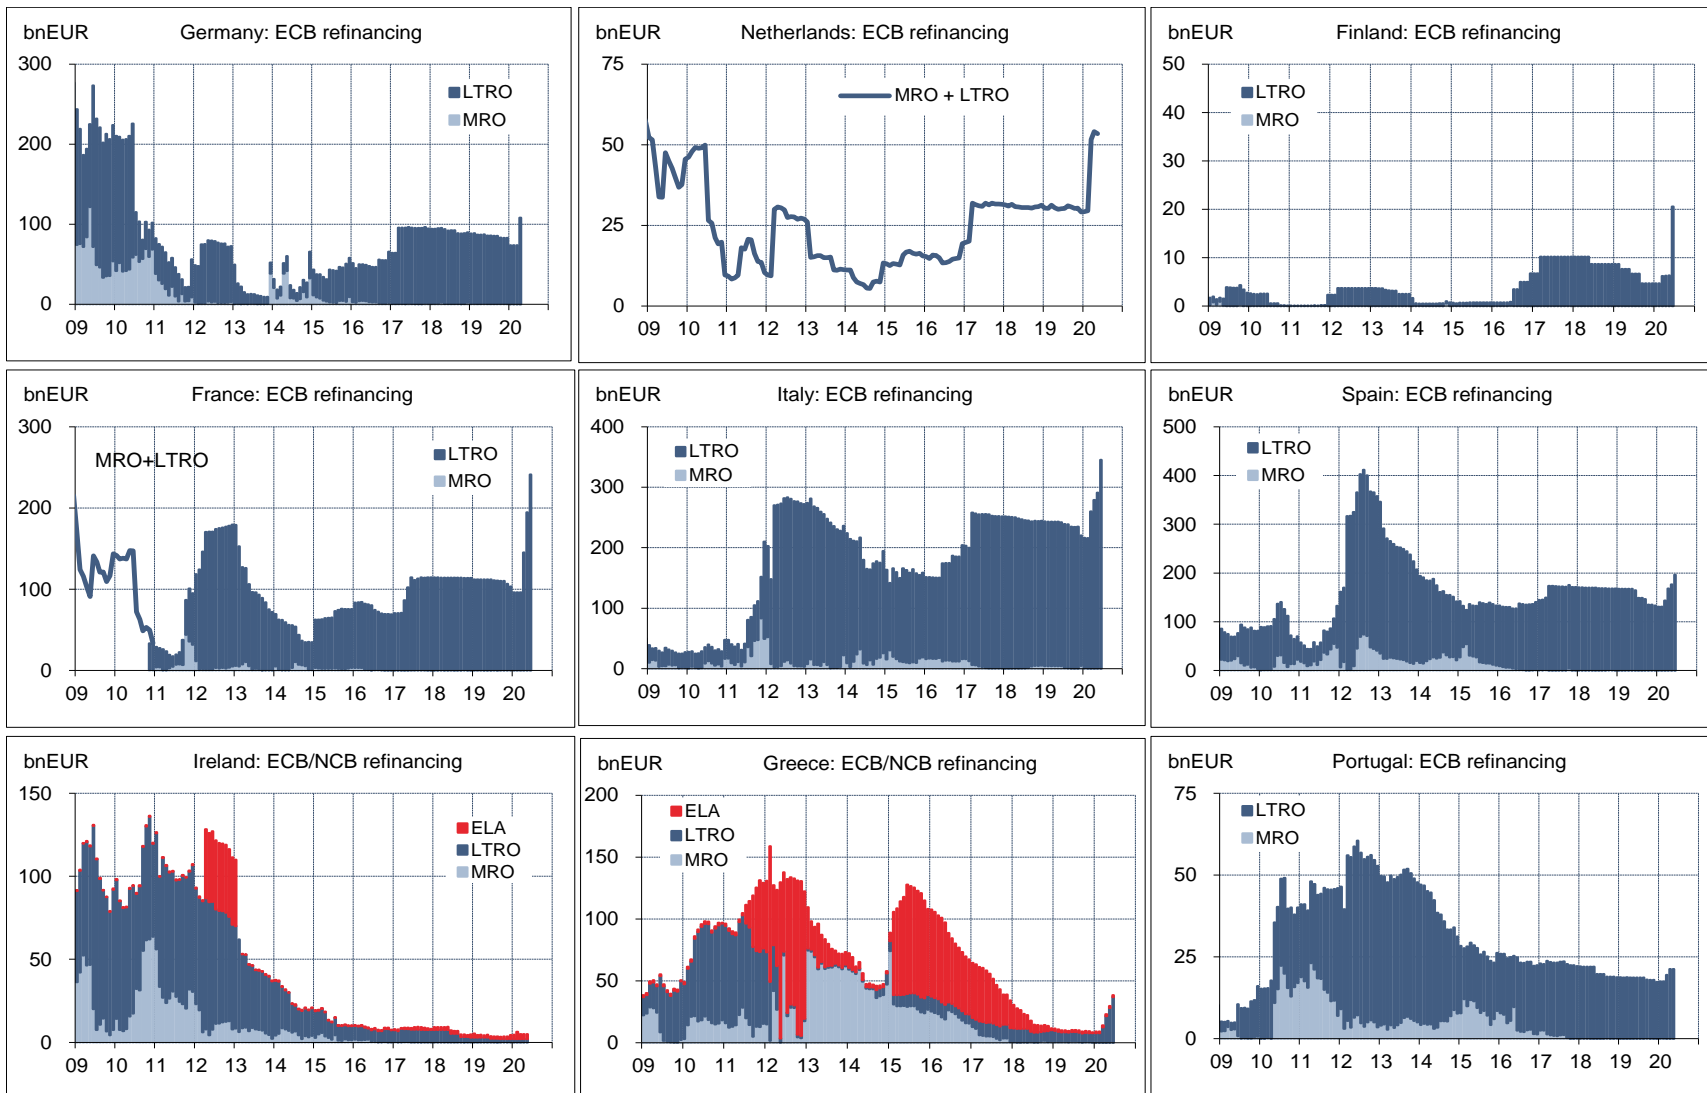 bnEUR Germany: ECB refinancing
300
LTRO
MRO
200
100
0
09 10 11 12 13 14 15 16 17 18 19 20
bnEUR Netherlands: ECB refinancing
75
MRO + LTRO
50
25
0
09 10 11 12 13 14 15 16 17 18 19 20
bnEUR Finland: ECB refinancing
50
LTRO
40
MRO
30
20
10
0
09 10 11 12 13 14 15 16 17 18 19 20
bnEUR France: ECB refinancing
300
MRO+LTRO
LTRO
MRO
200
100
0
09 10 11 12 13 14 15 16 17 18 19 20
bnEUR Italy: ECB refinancing
400
LTRO
MRO
300
200
100
0
09 10 11 12 13 14 15 16 17 18 19 20
bnEUR Spain: ECB refinancing
500
LTRO
MRO
400
300
200
100
0
09 10 11 12 13 14 15 16 17 18 19 20
bnEUR Ireland: ECB/NCB refinancing
150
ELA
LTRO
MRO
100
50
0
09 10 11 12 13 14 15 16 17 18 19 20
bnEUR Greece: ECB/NCB refinancing
200
ELA
LTRO
MRO
150
100
50
0
09 10 11 12 13 14 15 16 17 18 19 20
bnEUR Portugal: ECB refinancing
75
LTRO
MRO
50
25
0
09 10 11 12 13 14 15 16 17 18 19 20